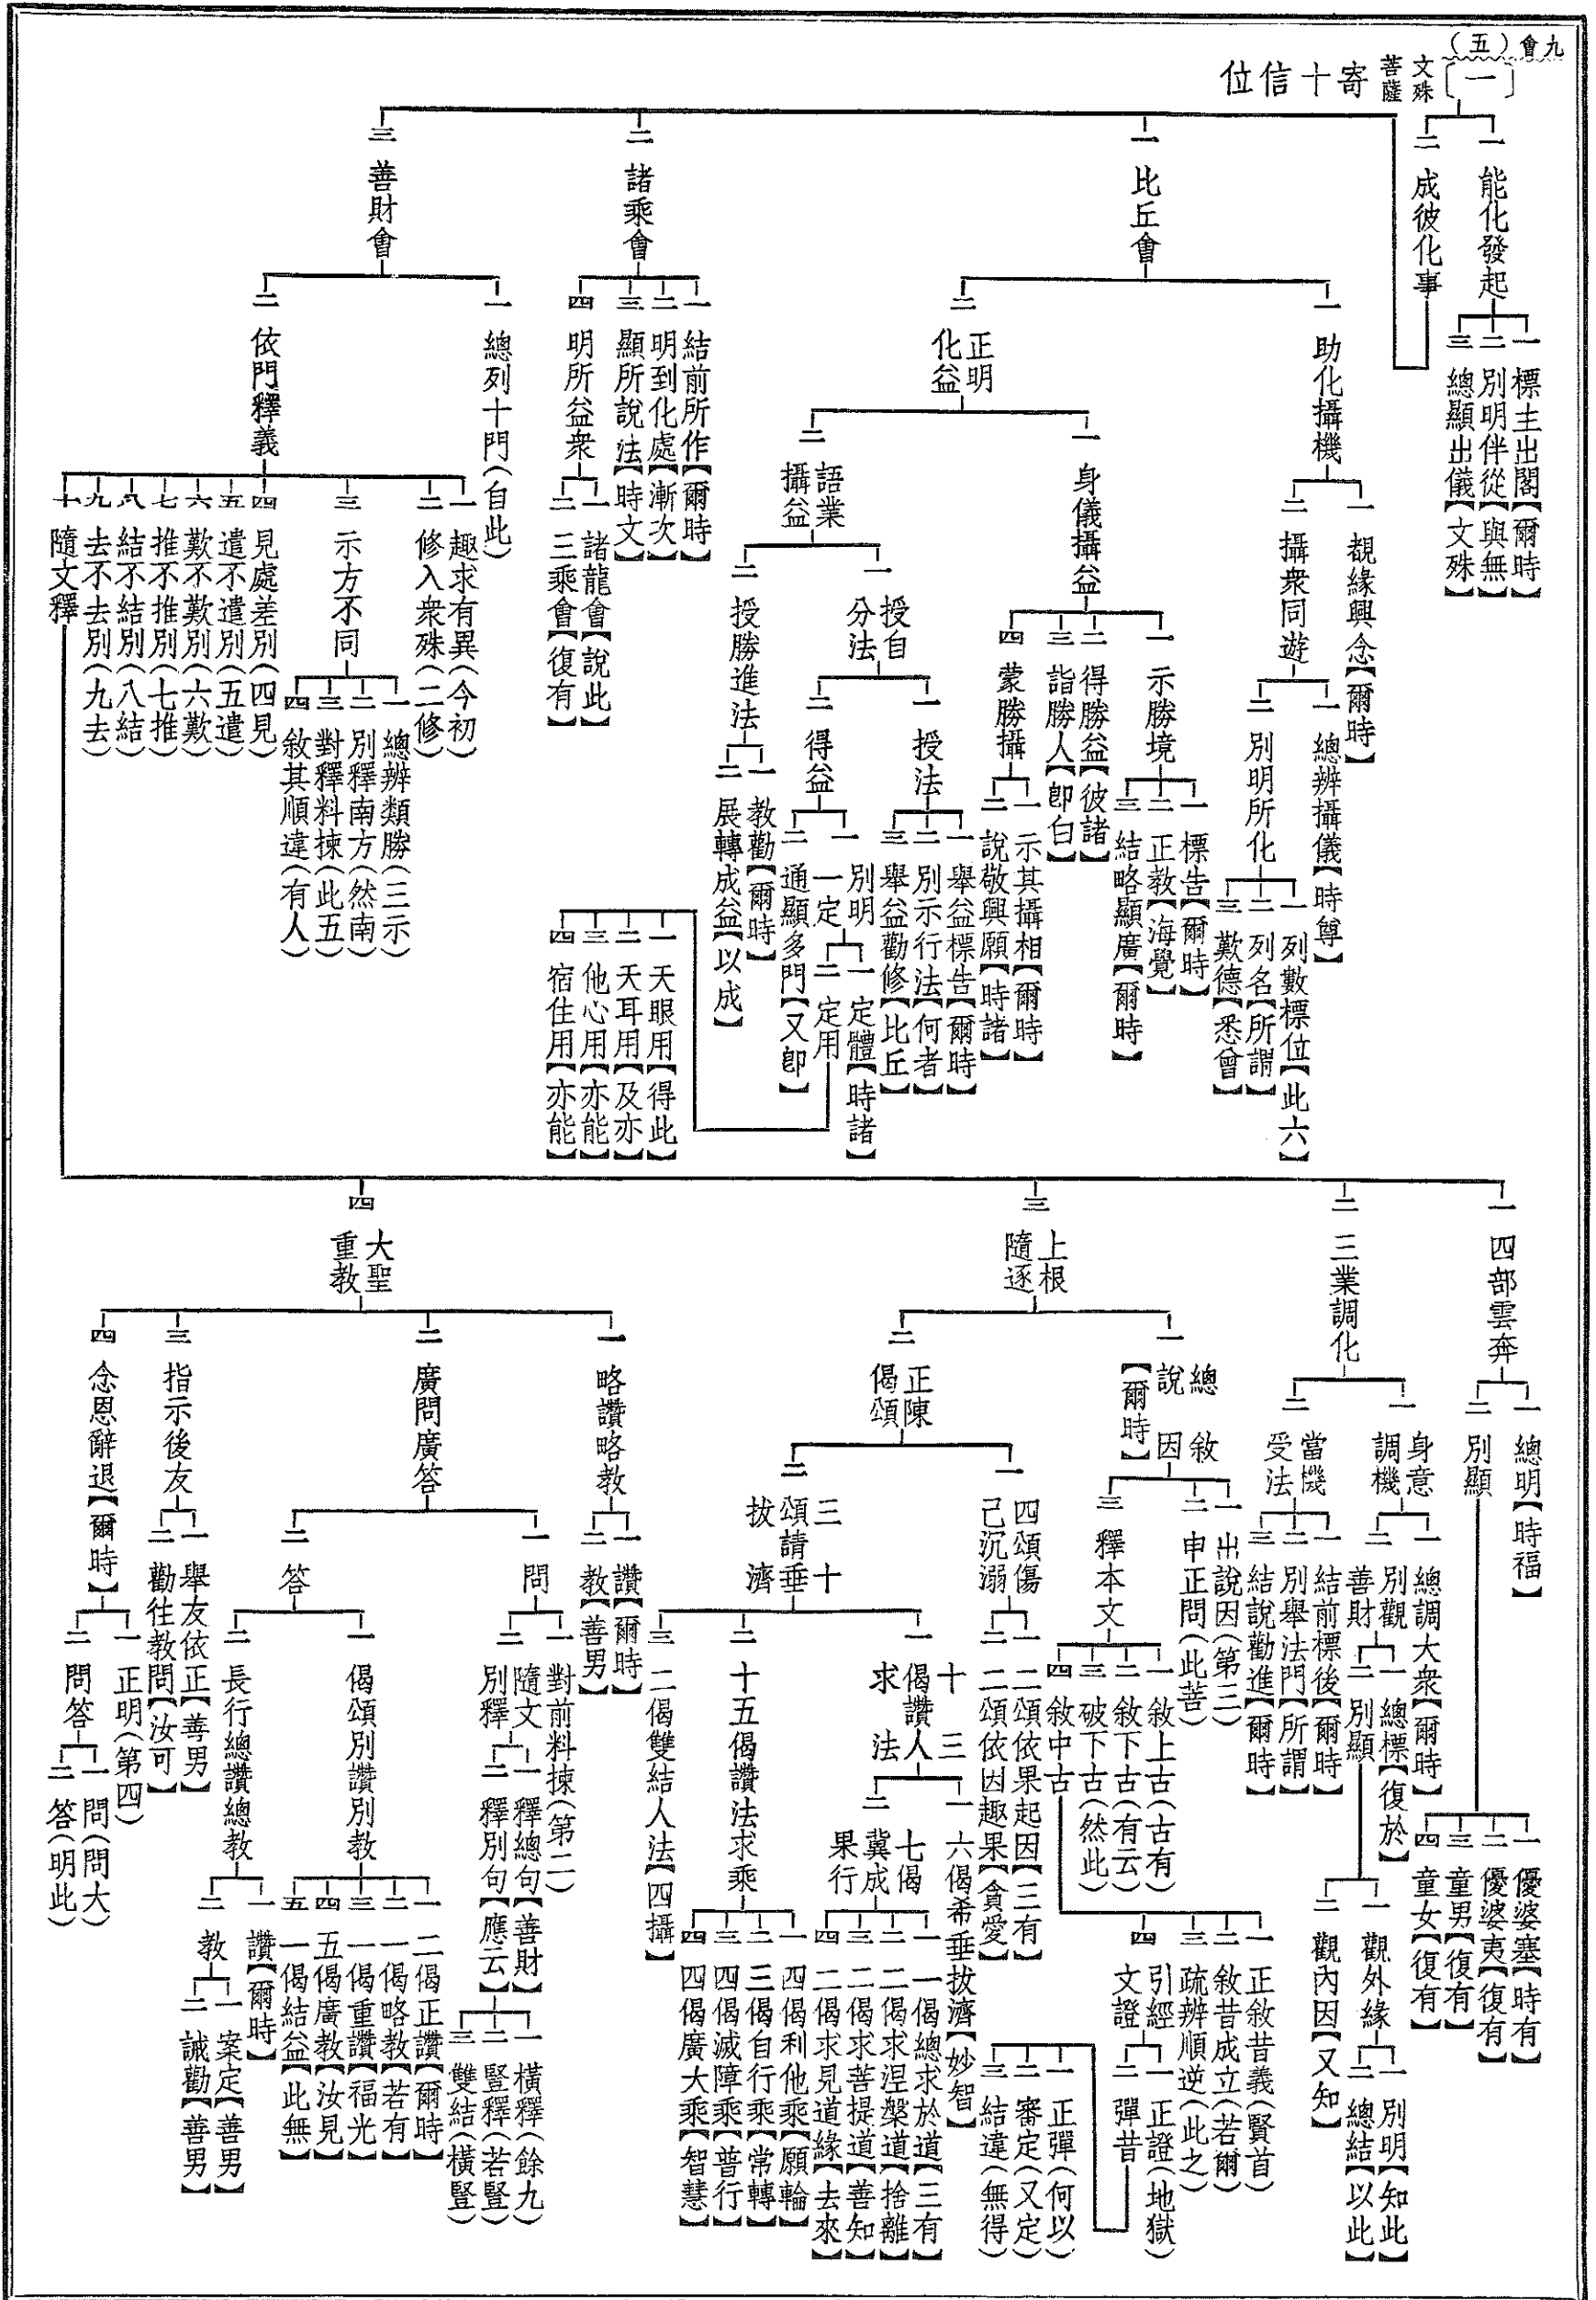 九會（五）
〔一〕文殊菩薩寄十信位
一 能化發起
一 標主出閣【爾時】
二 別明伴從【與無】
三 總顯出儀【文殊】
二 成彼化事
一 比丘會
一 助化攝機
一 覩緣興念【爾時】
二 攝衆同遊
一 總辨攝儀【時尊】
二 別明所化
一 列數標位【此六】
二 列名【所謂】
三 歎德【悉曾】
二 正明化益
一 身儀攝益
一 示勝境
一 標告【爾時】
二 正教【海覺】
三 結略顯廣【爾時】
二 得勝益【彼諸】
三 詣勝人【卽白】
四 蒙勝攝
一 示其攝相【爾時】
二 說敬興願【時諸】
二 語業攝益
一 授自分法
一 授法
一 舉益標告【爾時】
二 別示行法【何者】
三 舉益勸修【比丘】
二 得益
一 別明一定
一 定體【時諸】
二 定用
一 天眼用【得此】
二 天耳用【及亦】
三 他心用【亦能】
四 宿住用【亦能】
二 通顯多門【又卽】
二 授勝進法
一 教勸【爾時】
二 展轉成益【以成】
二 諸乘會
一 結前所作【爾時】
二 明到化處【漸次】
三 顯所說法【時文】
四 明所益衆
一 諸龍會【說此】
二 三乘會【復有】
三 善財會
一 總列十門（自此）
二 依門釋義
一 趣求有異（今初）
二 修入衆殊（二修）
三 示方不同
一 總辨類勝（三示）
二 別釋南方（然南）
三 對釋料揀（此五）
四 敘其順違（有人）
四 見處差別（四見）
五 遣不遣別（五遣）
六 歎不歎別（六歎）
七 推不推別（七推）
八 結不結別（八結）
九 去不去別（九去）
十 隨文釋
一 四部雲奔
一 總明【時福】
二 別顯
一 優婆塞【時有】
二 優婆夷【復有】
三 童男【復有】
四 童女【復有】
二 三業調化
一 身意調機
一 總調大衆【爾時】
二 別觀善財
一 總標【復於】
二 別顯
一 觀外緣
一 別明【知此】
二 總結【以此】
二 觀內因【又知】
二 當機受法
一 結前標後【爾時】
二 別舉法門【所謂】
三 結說勸進【爾時】
三 上根隨逐
一 總敘說因【爾時】
一 出說因（第三）
二 申正問（此菩）
三 釋本文
一 敘上古（古有）
二 敘下古（有云）
三 破下古（然此）
四 敘中古
一 正敘昔義（賢首）
二 敘昔成立（若爾）
三 疏辨順逆（此之）
四 引經文證
一 正證（地獄）
二 彈昔
一 正彈（何以）
二 審定（又定）
三 結違（無得）
二 正陳偈頌
一 四頌傷己沉溺
一 二頌依果起因【三有】
二 二頌依因趣果【貪愛】
二 三十頌請垂拔濟
一 十三偈讚人求法
一 六偈希垂拔濟【妙智】
二 七偈冀成果行
一 一偈總求於道【三有】
二 二偈求涅槃道【捨離】
三 二偈求菩提道【善知】
四 二偈求見道緣【去來】
二 十五偈讚法求乘
一 四偈利他乘【願輪】
二 三偈自行乘【常轉】
三 四偈滅障乘【普行】
四 四偈廣大乘【智慧】
三 二偈雙結人法【四攝】
四 大聖重教
一 略讚略教
一 讚【爾時】
二 教【善男】
二 廣問廣答
一 問
一 對前料揀（第二）
二 隨文別釋
一 釋總句【善財】
二 釋別句【應云】
一 橫釋（餘九）
二 豎釋（若豎）
三 雙結（橫豎）
二 答
一 偈頌別讚別教
一 二偈正讚【爾時】
二 一偈略教【若有】
三 一偈重讚【福光】
四 五偈廣教【汝見】
五 一偈結益【此無】
二 長行總讚總教
一 讚【爾時】
二 教
一 案定【善男】
二 誡勸【善男】
三 指示後友
一 舉友依正【善男】
二 勸往教問【汝可】
四 念恩辭退【爾時】
一 正明（第四）
二 問答
一 問（問大）
二 答（明此）